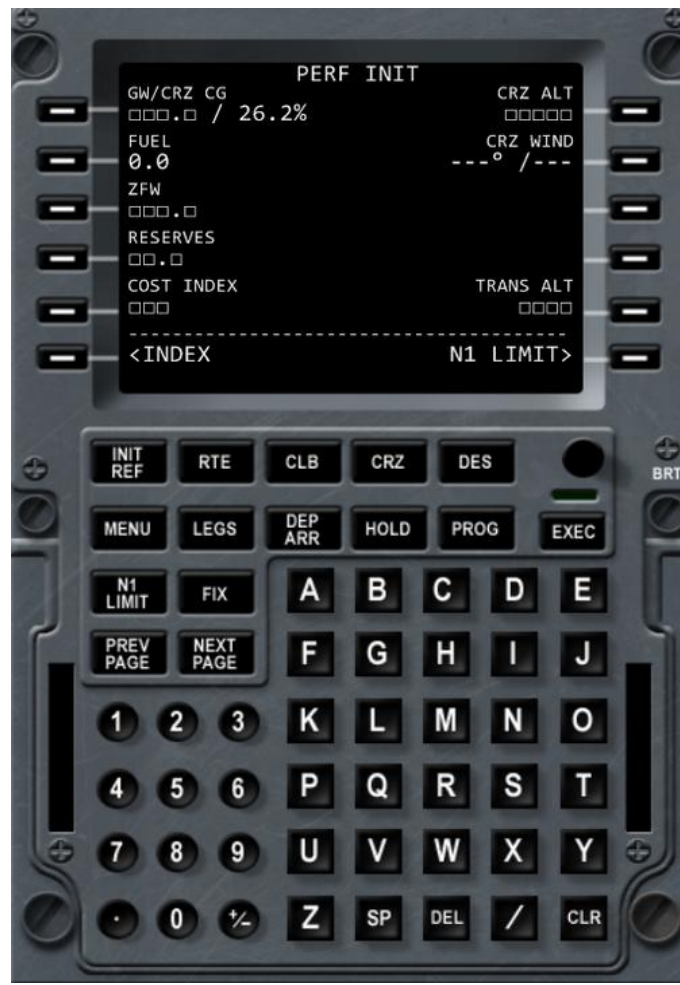 PERF INIT
GW/CRZ CG CRZ ALT
□□□.□ / 26.2% □□□□□
FUEL CRZ WIND
0.0 ---° /---
ZFW
□□□.□
RESERVES
□□.□
COST INDEX TRANS ALT
□□□ □□□□
----------------------------------------
<INDEX N1 LIMIT>
INIT REF RTE CLB CRZ DES
BRT
MENU LEGS DEP ARR HOLD PROG EXEC
N1 LIMIT FIX A B C D E
PREV PAGE NEXT PAGE F G H I J
1 2 3 K L M N O
4 5 6 P Q R S T
7 8 9 U V W X Y
. 0 +/- Z SP DEL / CLR